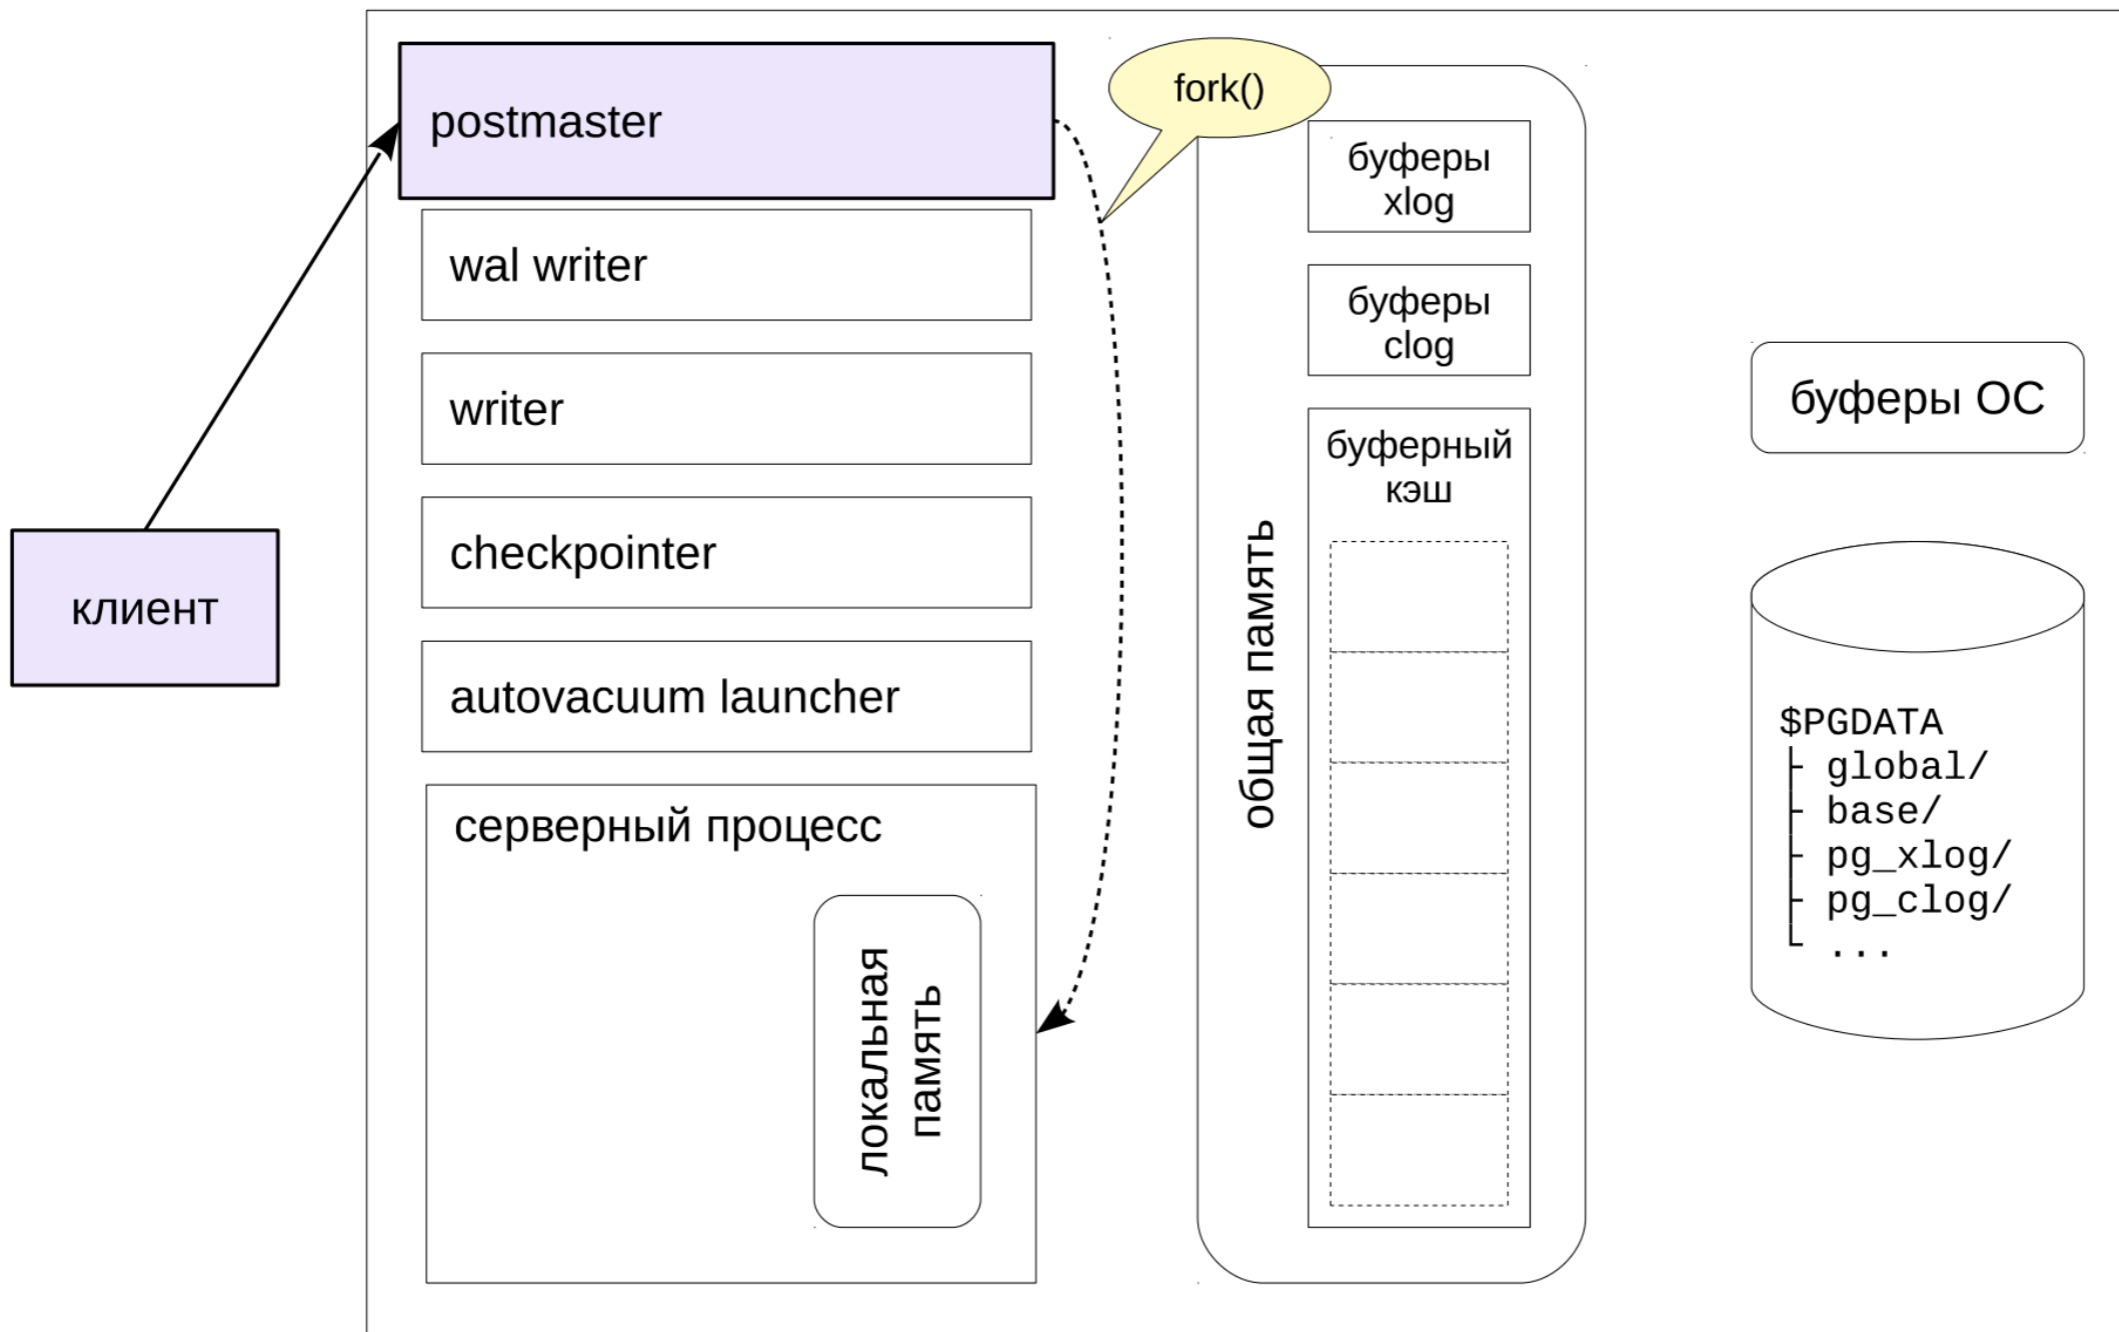 postmaster
fork()
wal writer
writer
checkpointer
autovacuum launcher
серверный процесс
локальная
память
клиент
общая память
буферы
xlog
буферы
clog
буферный
кэш
буферы ОС
$PGDATA
global/
base/
pg_xlog/
pg_clog/
...